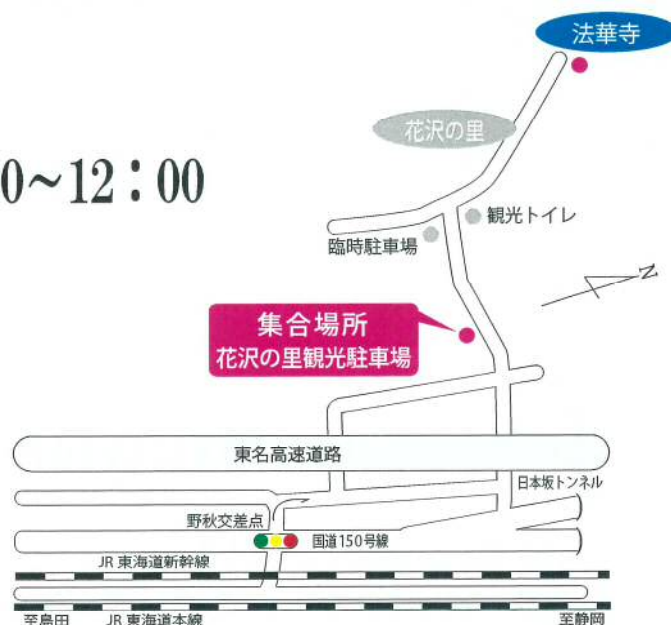 法華寺
花沢の里
0～12：00
観光トイレ
臨時駐車場
N
集合場所
花沢の里観光駐車場
東名高速道路
日本坂トンネル
野秋交差点
国道150号線
JR 東海道新幹線
至島田
JR 東海道本線
至静岡